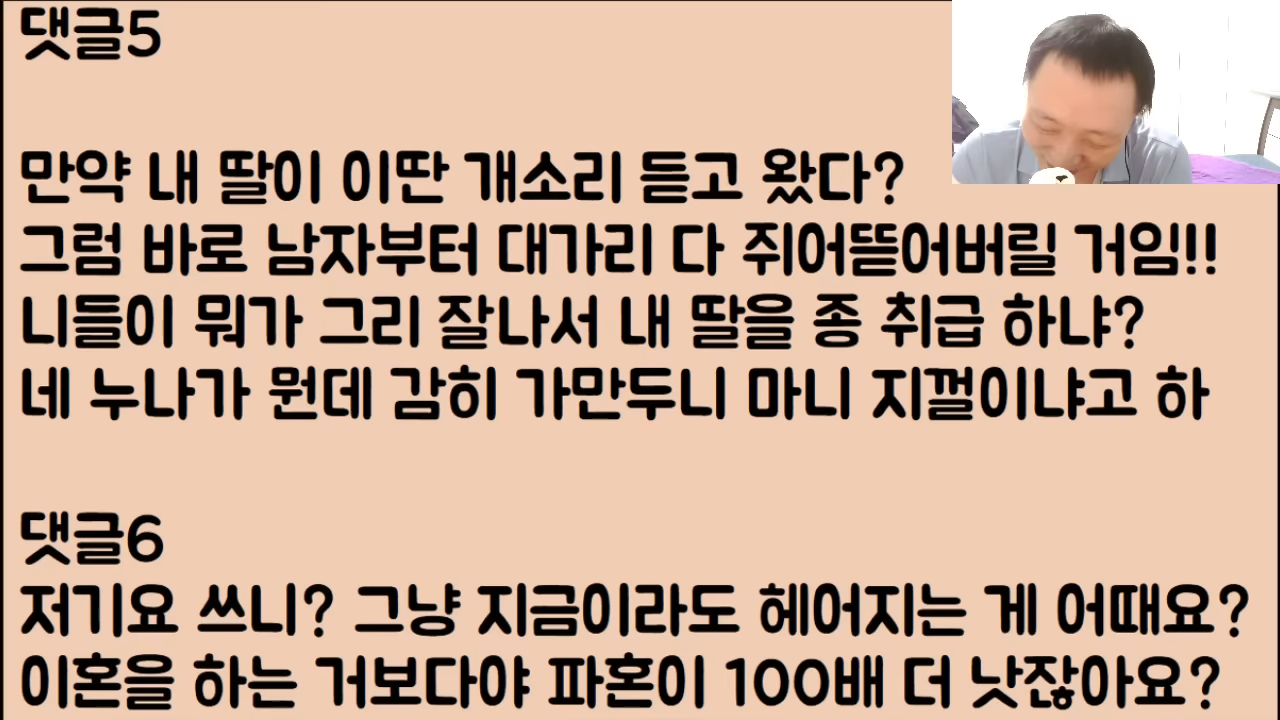 댓글5
만약 내 딸이 이딴 개소리 듣고 왔다?
그럼 바로 남자부터 대가리 다 쥐어뜯어버릴 거임!!
니들이 뭐가 그리 잘나서 내 딸을 종 취급 하냐?
네 누나가 뭔데 감히 가만두니 마니 지껄이냐고 하
댓글6
저기요 쓰니? 그냥 지금이라도 헤어지는 게 어때요?
이혼을 하는 거보다야 파혼이 100배 더 낫잖아요?